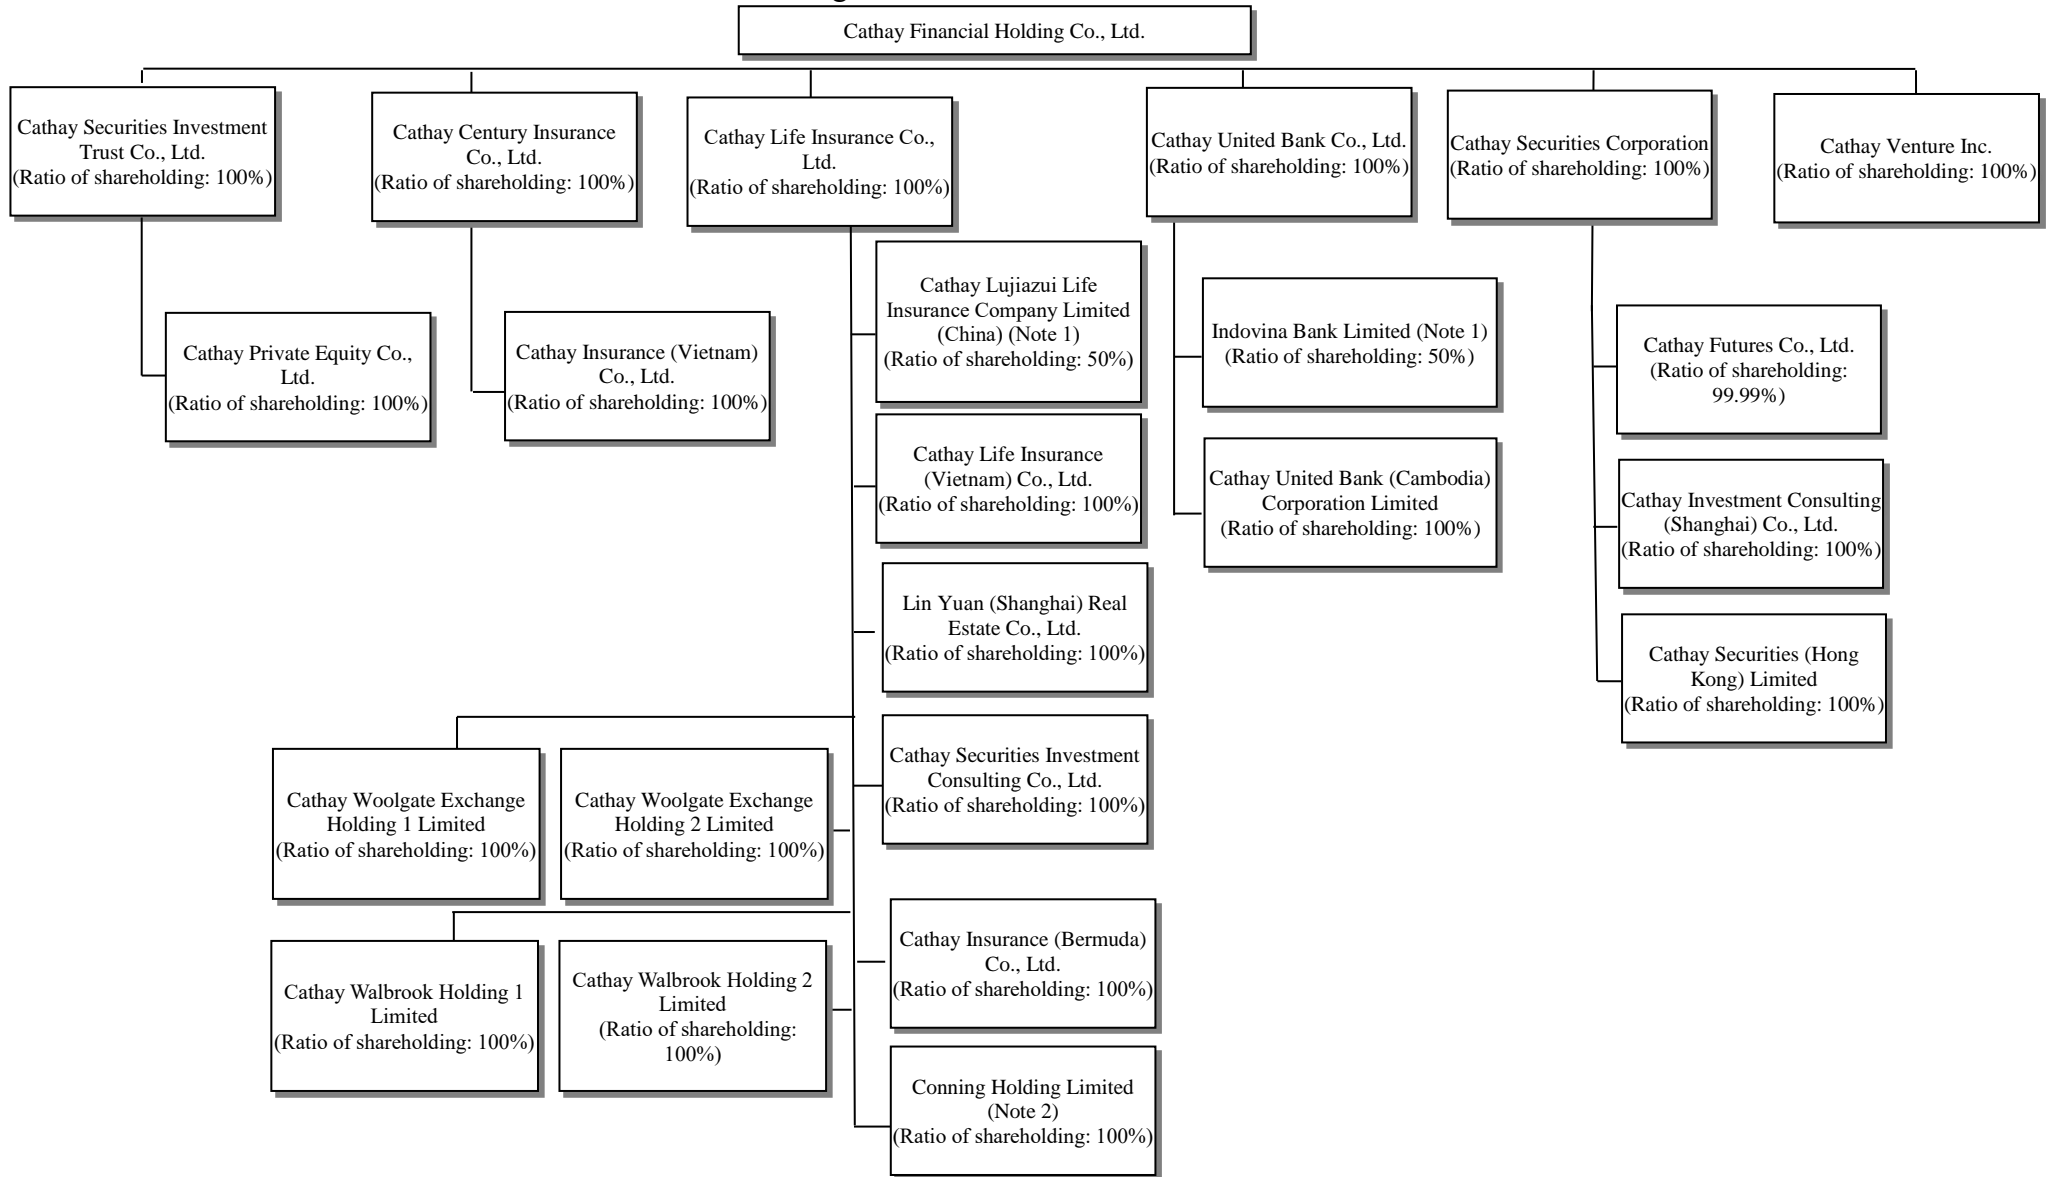 Cathay Financial Holding Co., Ltd.
Cathay Securities Investment
Trust Co., Ltd.
(Ratio of shareholding: 100%)
Cathay Century Insurance
Co., Ltd.
(Ratio of shareholding: 100%)
Cathay Life Insurance Co.,
Ltd.
(Ratio of shareholding: 100%)
Cathay United Bank Co., Ltd.
(Ratio of shareholding: 100%)
Cathay Securities Corporation
(Ratio of shareholding: 100%)
Cathay Venture Inc.
(Ratio of shareholding: 100%)
Cathay Private Equity Co.,
Ltd.
(Ratio of shareholding: 100%)
Cathay Insurance (Vietnam)
Co., Ltd.
(Ratio of shareholding: 100%)
Cathay Lujiazui Life
Insurance Company Limited
(China) (Note 1)
(Ratio of shareholding: 50%)
Cathay Life Insurance
(Vietnam) Co., Ltd.
(Ratio of shareholding: 100%)
Lin Yuan (Shanghai) Real
Estate Co., Ltd.
(Ratio of shareholding: 100%)
Cathay Woolgate Exchange
Holding 1 Limited
(Ratio of shareholding: 100%)
Cathay Woolgate Exchange
Holding 2 Limited
(Ratio of shareholding: 100%)
Cathay Securities Investment
Consulting Co., Ltd.
(Ratio of shareholding: 100%)
Cathay Walbrook Holding 1
Limited
(Ratio of shareholding: 100%)
Cathay Walbrook Holding 2
Limited
(Ratio of shareholding:
100%)
Cathay Insurance (Bermuda)
Co., Ltd.
(Ratio of shareholding: 100%)
Conning Holding Limited
(Note 2)
(Ratio of shareholding: 100%)
Indovina Bank Limited (Note 1)
(Ratio of shareholding: 50%)
Cathay United Bank (Cambodia)
Corporation Limited
(Ratio of shareholding: 100%)
Cathay Futures Co., Ltd.
(Ratio of shareholding:
99.99%)
Cathay Investment Consulting
(Shanghai) Co., Ltd.
(Ratio of shareholding: 100%)
Cathay Securities (Hong
Kong) Limited
(Ratio of shareholding: 100%)